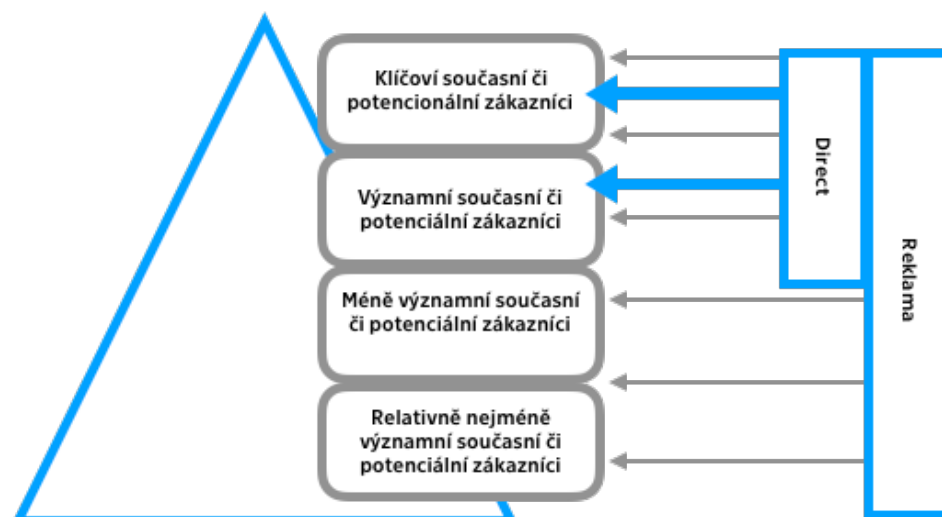 Klíčoví současní či
potencionální zákazníci
Významní současní či
potenciální zákazníci
Méně významní současní
či potenciální zákazníci
Relativně nejméně
významní současní či
potenciální zákazníci
Direct
Reklama